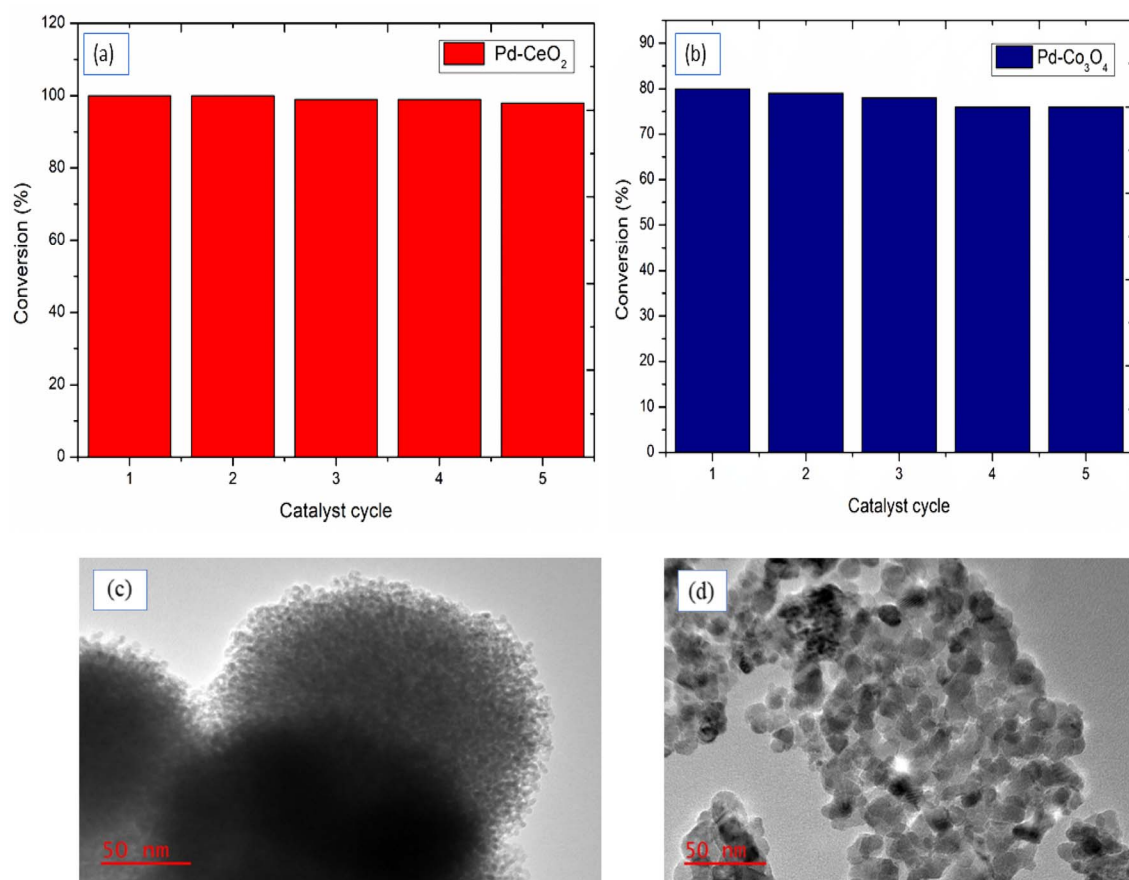 (a)
Pd-CeO₂
120
100
80
60
40
20
0
Conversion (%)
1 2 3 4 5
Catalyst cycle
(b)
Pd-Co₃O₄
90
80
70
60
50
40
30
20
10
0
Conversion (%)
1 2 3 4 5
Catalyst cycle
(c)
50 nm
(d)
50 nm